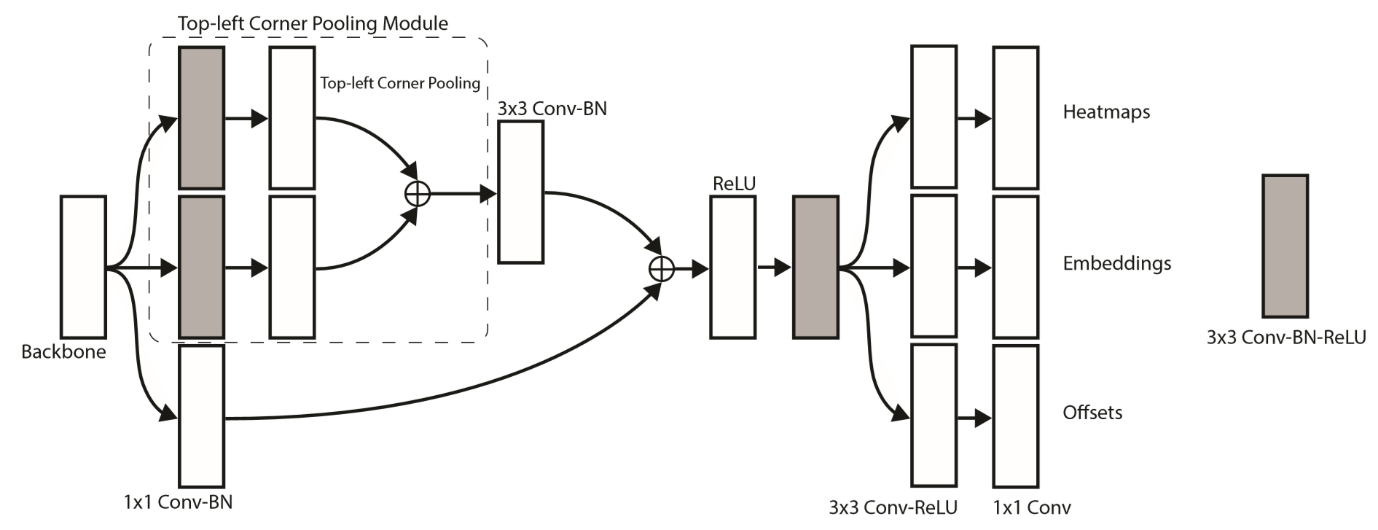 Top-left Corner Pooling Module
Top-left Corner Pooling
3x3 Conv-BN
Backbone
1x1 Conv-BN
ReLU
Heatmaps
Embeddings
Offsets
3x3 Conv-ReLU
1x1 Conv
3x3 Conv-BN-ReLU